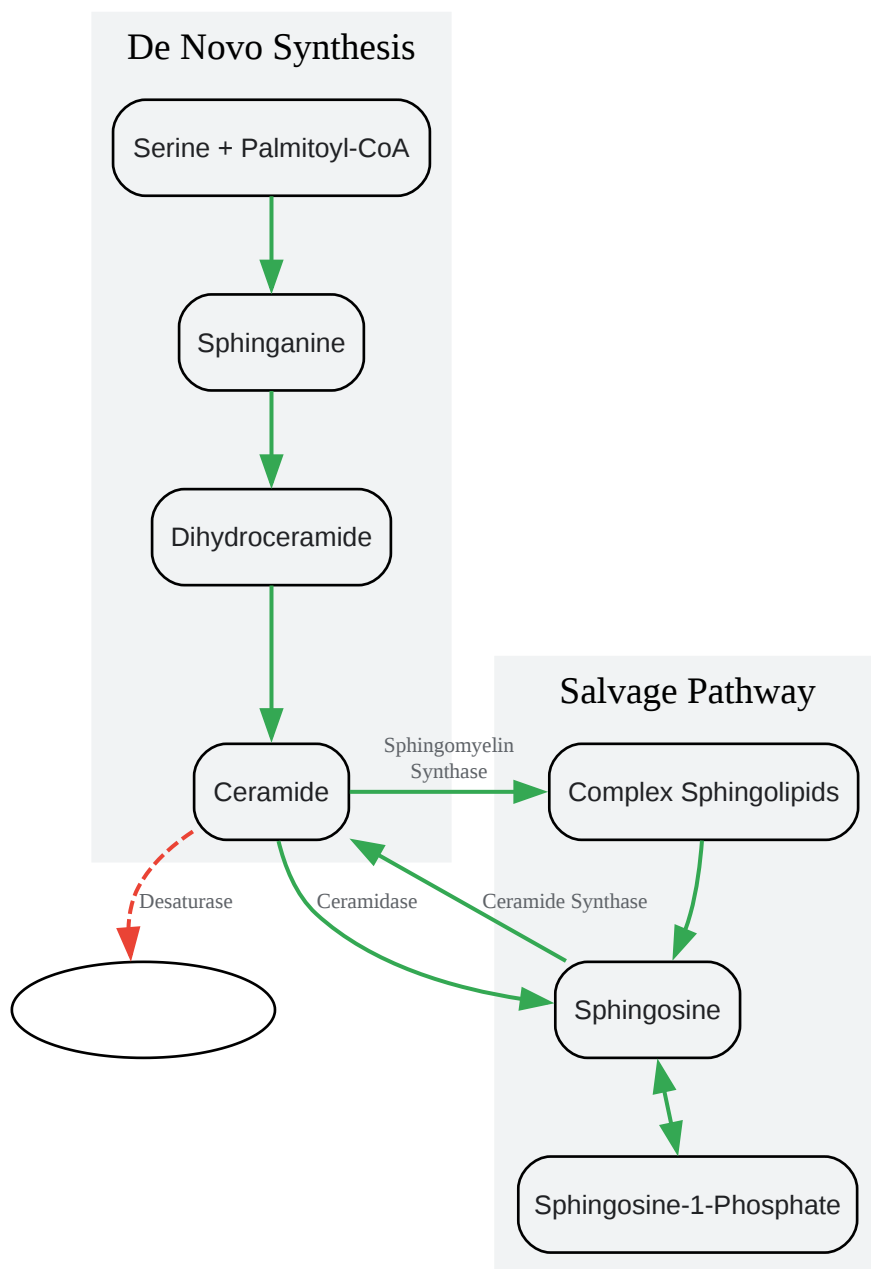 De Novo Synthesis
Serine + Palmitoyl-CoA
Sphinganine
Dihydroceramide
Salvage Pathway
Ceramide
Sphingomyelin
Synthase
Complex Sphingolipids
Desaturase
Ceramidase
Ceramide Synthase
Sphingosine
Sphingosine-1-Phosphate